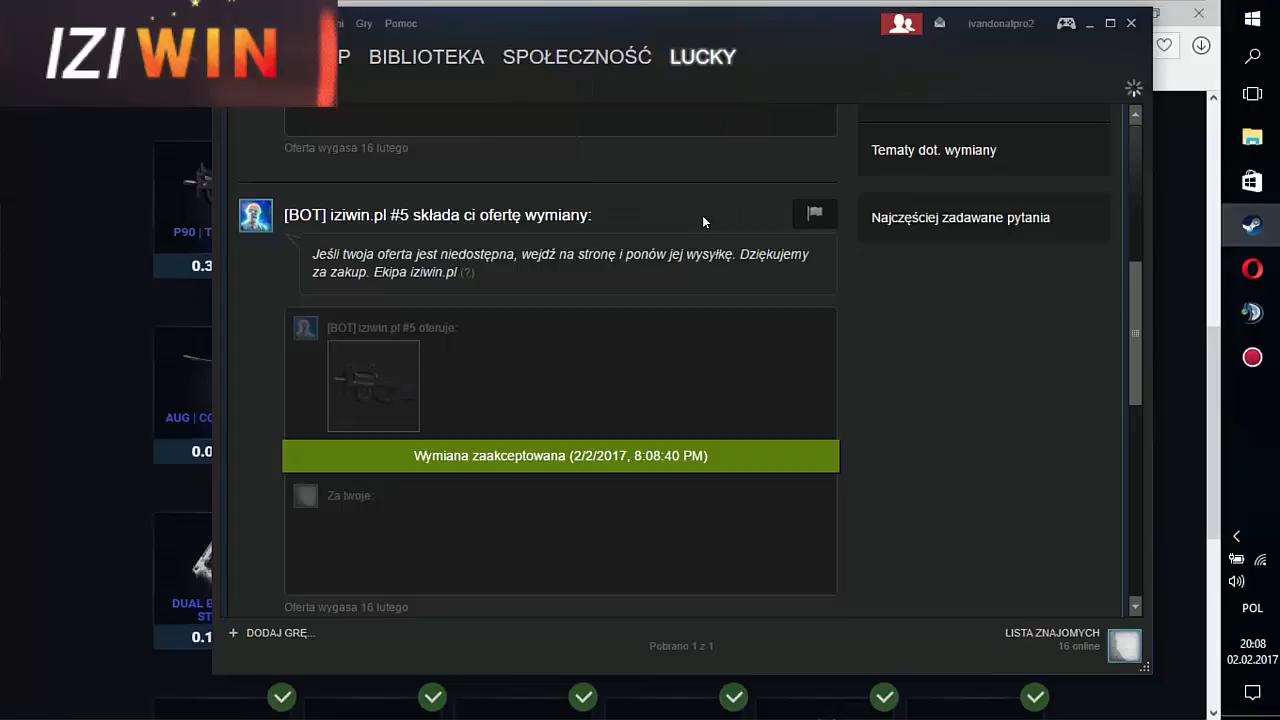 IZIWIN
Gry Pomoc
ivandonatpro2
P BIBLIOTEKA SPOŁECZNOŚĆ LUCKY
Oferta wygasa 16 lutego
Tematy dot. wymiany
[BOT] iziwin.pl #5 składa ci ofertę wymiany:
Najczęściej zadawane pytania
Jeśli twoja oferta jest niedostępna, wejdź na stronę i ponów jej wysyłkę. Dziękujemy
za zakup. Ekipa iziwin.pl (?)
P90 | T
0.3
[BOT] iziwin.pl #5 oferuje:
AUG | CO
0.0
Wymiana zaakceptowana (2/2/2017, 8:08:40 PM)
Za twoje:
DUAL B
ST
0.1
Oferta wygasa 16 lutego
+ DODAJ GRĘ...
Pobrano 1 z 1
LISTA ZNAJOMYCH
16 online
POL
20:08
02.02.2017